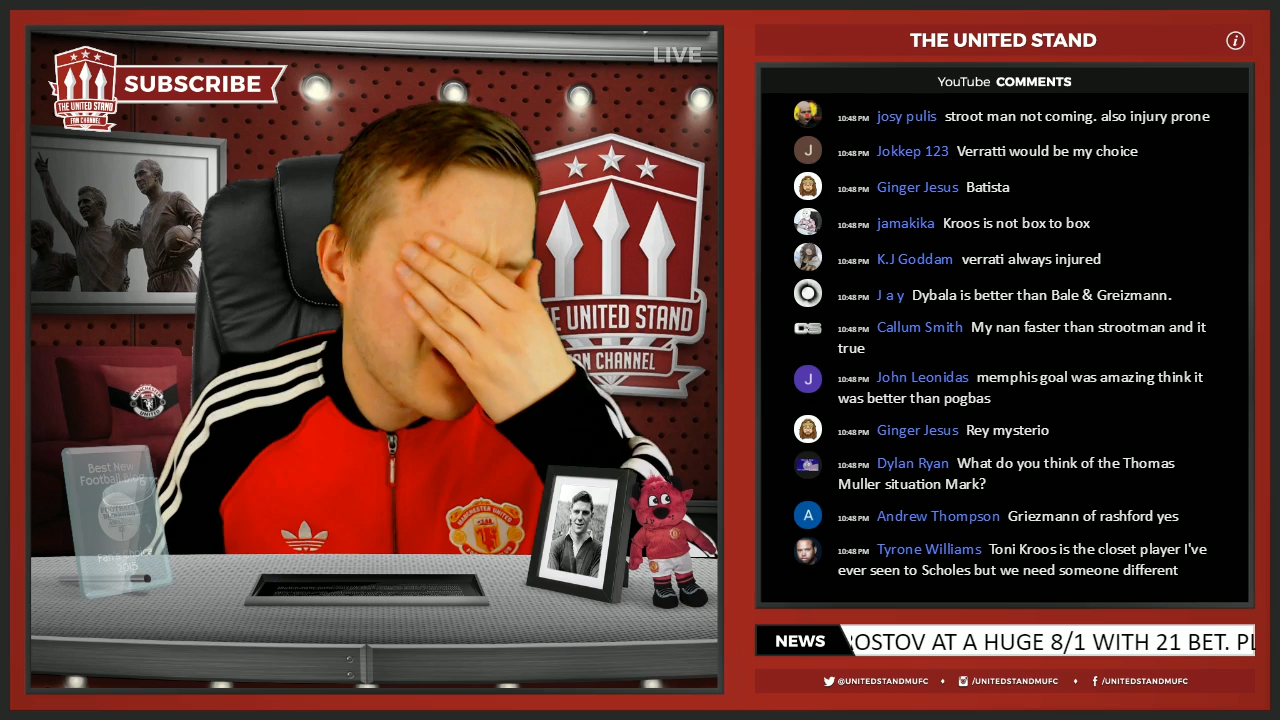 LIVE
SUBSCRIBE
THE UNITED STAND
FAN CHANNEL
THE UNITED STAND
FAN CHANNEL
MANCHESTER
UNITED
Best New
Football Blog
2015
MANCHESTER UNITED
THE UNITED STAND
YouTube COMMENTS
10:48 PM josy pulis stroot man not coming. also injury prone
J
10:48 PM Jokkep 123 Verratti would be my choice
10:48 PM Ginger Jesus Batista
10:48 PM jamakika Kroos is not box to box
10:48 PM K.J Goddam verrati always injured
10:48 PM J a y Dybala is better than Bale & Greizmann.
10:48 PM Callum Smith My nan faster than strootman and it
true
J
10:48 PM John Leonidas memphis goal was amazing think it
was better than pogbas
10:48 PM Ginger Jesus Rey mysterio
10:48 PM Dylan Ryan What do you think of the Thomas
Muller situation Mark?
A
10:48 PM Andrew Thompson Griezmann of rashford yes
10:48 PM Tyrone Williams Toni Kroos is the closet player I've
ever seen to Scholes but we need someone different
NEWS
ROSTOV AT A HUGE 8/1 WITH 21 BET. PL
@UNITEDSTANDMUFC ♦ /UNITEDSTANDMUFC ♦ /UNITEDSTANDMUFC